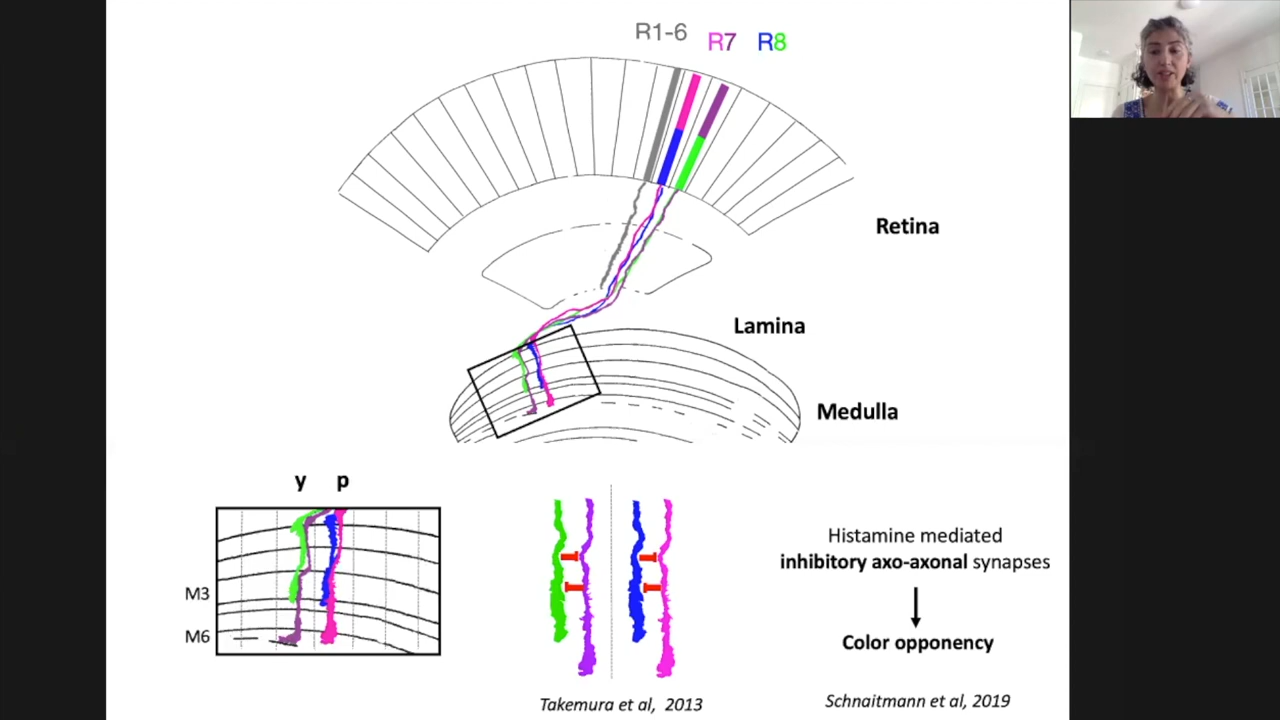 R1-6 R7 R8
Retina
Lamina
Medulla
y p
M3
M6
Histamine mediated
inhibitory axo-axonal synapses
Color opponency
Takemura et al, 2013
Schnaitmann et al, 2019